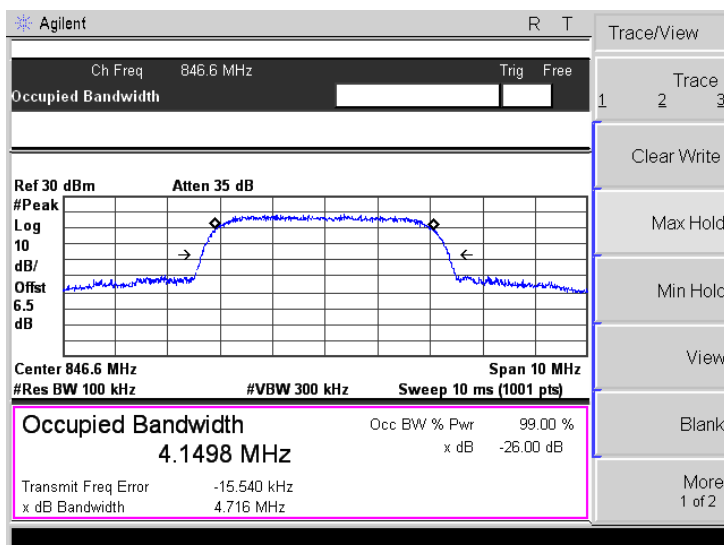 Agilent R T
Ch Freq 846.6 MHz Trig Free
Occupied Bandwidth
Ref 30 dBm Atten 35 dB
#Peak
Log
10
dB/
Offst
6.5
dB
Center 846.6 MHz Span 10 MHz
#Res BW 100 kHz #VBW 300 kHz Sweep 10 ms (1001 pts)
Occupied Bandwidth Occ BW % Pwr 99.00 %
4.1498 MHz x dB -26.00 dB
Transmit Freq Error -15.540 kHz
x dB Bandwidth 4.716 MHz
Trace/View
Trace
1 2 3
Clear Write
Max Hold
Min Hold
View
Blank
More
1 of 2